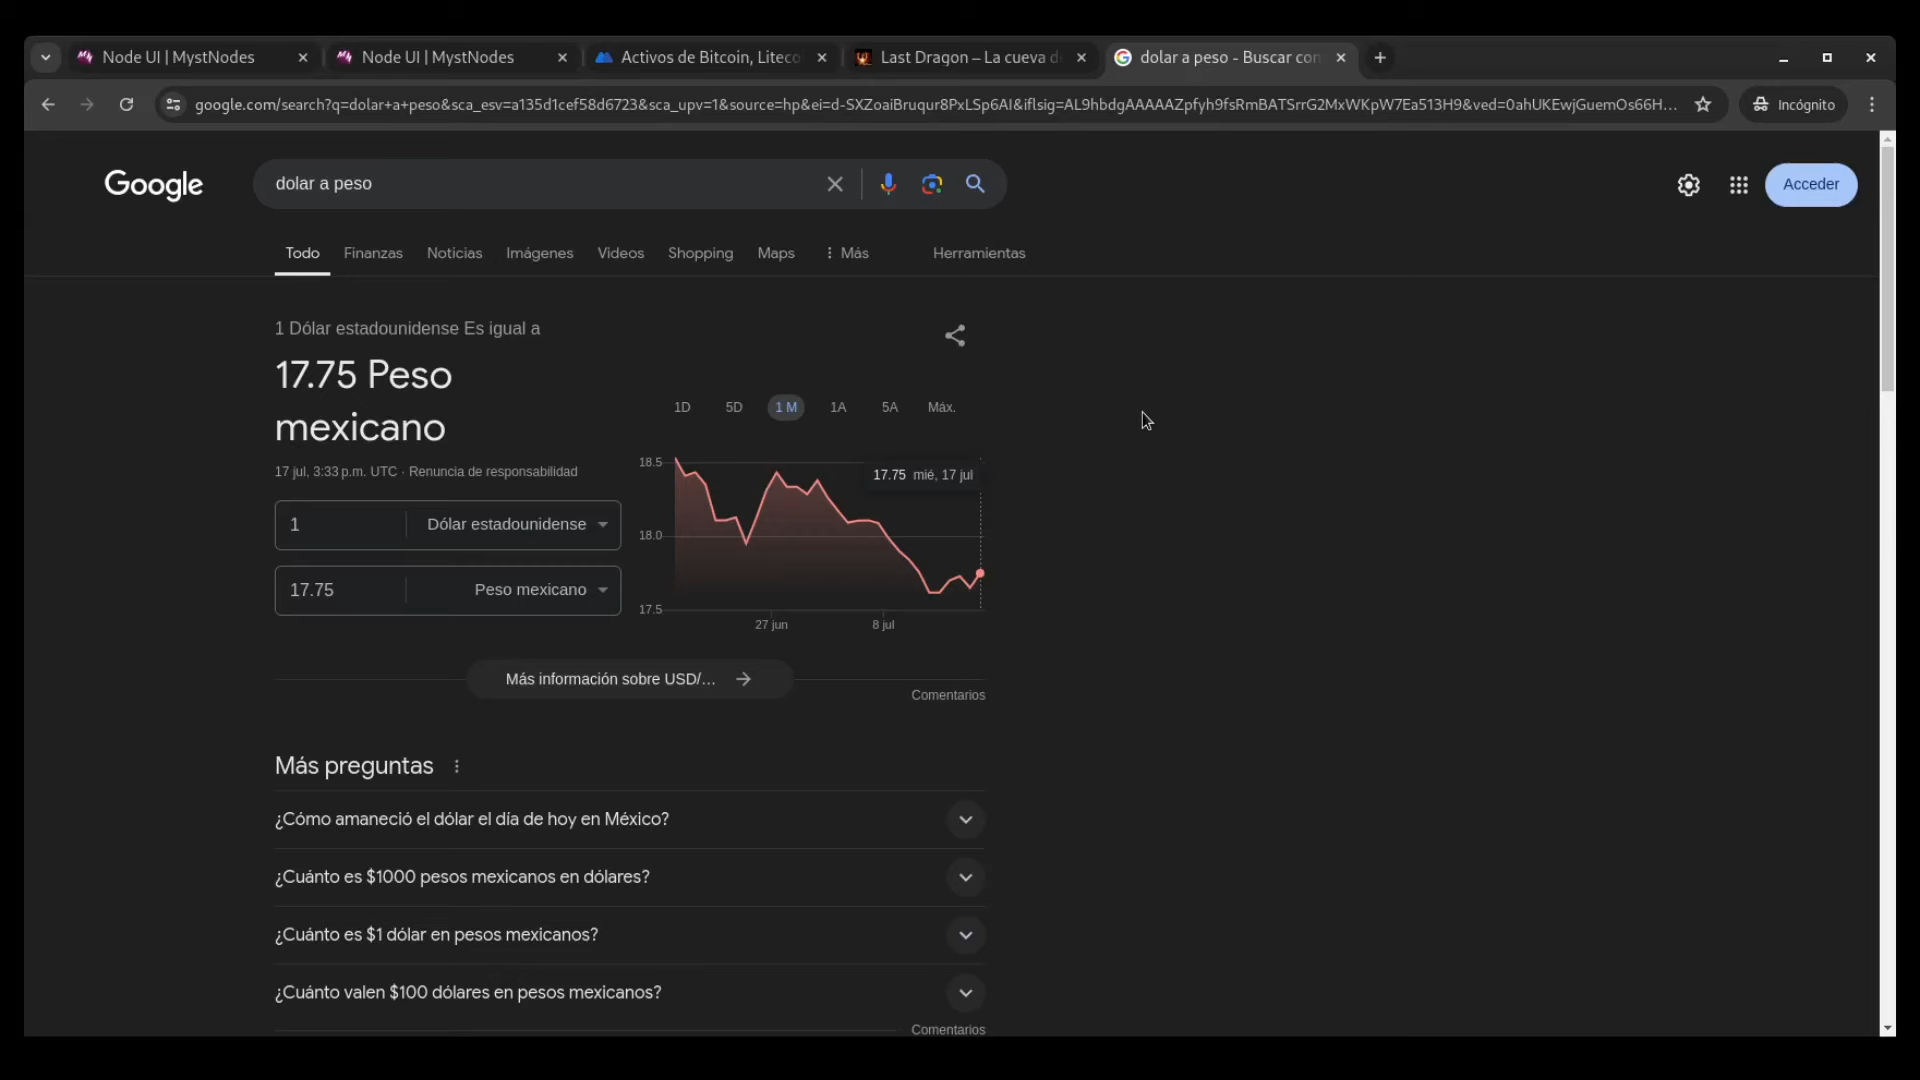 Node UI | MystNodes
Node UI | MystNodes
Activos de Bitcoin, Liteco
Last Dragon – La cueva d
dolar a peso - Buscar con
google.com/search?q=dolar+a+peso&sca_esv=a135d1cef58d6723&sca_upv=1&source=hp&ei=d-SXZoaiBruqur8PxLSp6AI&iflsig=AL9hbdgAAAAAZpfyh9fsRmBATSrrG2MxWKpW7Ea513H9&ved=0ahUKEwjGuemOs66H...
Incógnito
Google
dolar a peso
Acceder
Todo
Finanzas
Noticias
Imágenes
Videos
Shopping
Maps
Más
Herramientas
1 Dólar estadounidense Es igual a
17.75 Peso
mexicano
17 jul, 3:33 p.m. UTC · Renuncia de responsabilidad
1
Dólar estadounidense
17.75
Peso mexicano
1D
5D
1 M
1A
5A
Máx.
18.5
17.75 mié, 17 jul
18.0
17.5
27 jun
8 jul
Más información sobre USD/...
Comentarios
Más preguntas
¿Cómo amaneció el dólar el día de hoy en México?
¿Cuánto es $1000 pesos mexicanos en dólares?
¿Cuánto es $1 dólar en pesos mexicanos?
¿Cuánto valen $100 dólares en pesos mexicanos?
Comentarios